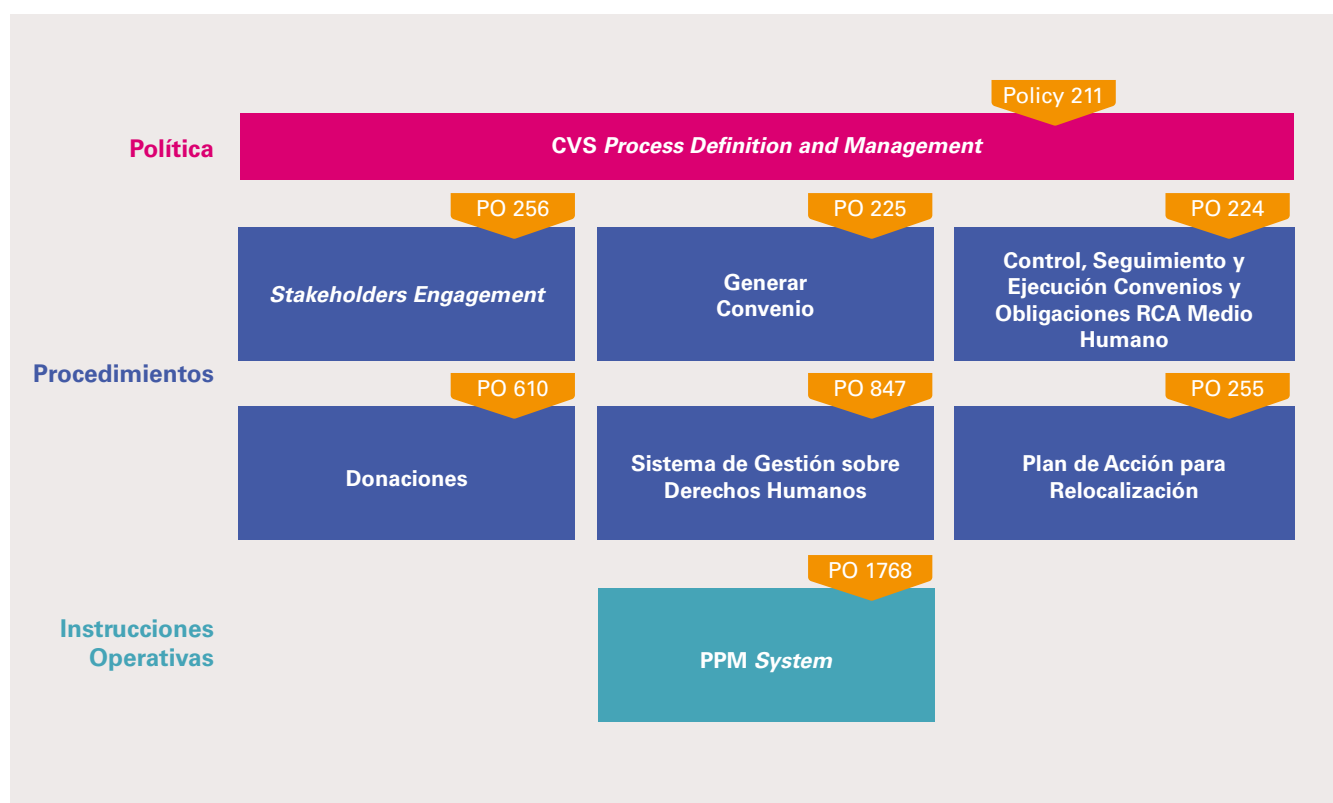 Policy 211
Política
CVS Process Definition and Management
PO 256
PO 225
PO 224
Procedimientos
Stakeholders Engagement
Generar
Convenio
Control, Seguimiento y
Ejecución Convenios y
Obligaciones RCA Medio
Humano
PO 610
PO 847
PO 255
Donaciones
Sistema de Gestión sobre
Derechos Humanos
Plan de Acción para
Relocalización
PO 1768
Instrucciones
Operativas
PPM System